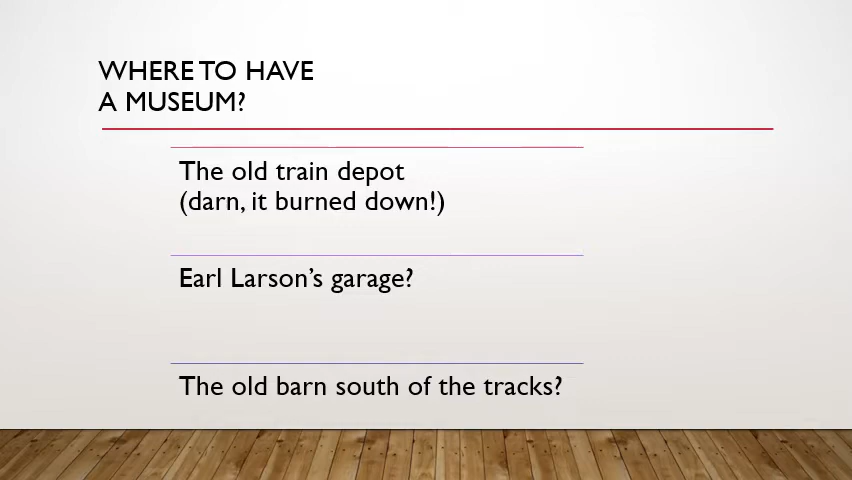 WHERE TO HAVE
A MUSEUM?
The old train depot
(darn, it burned down!)
Earl Larson’s garage?
The old barn south of the tracks?